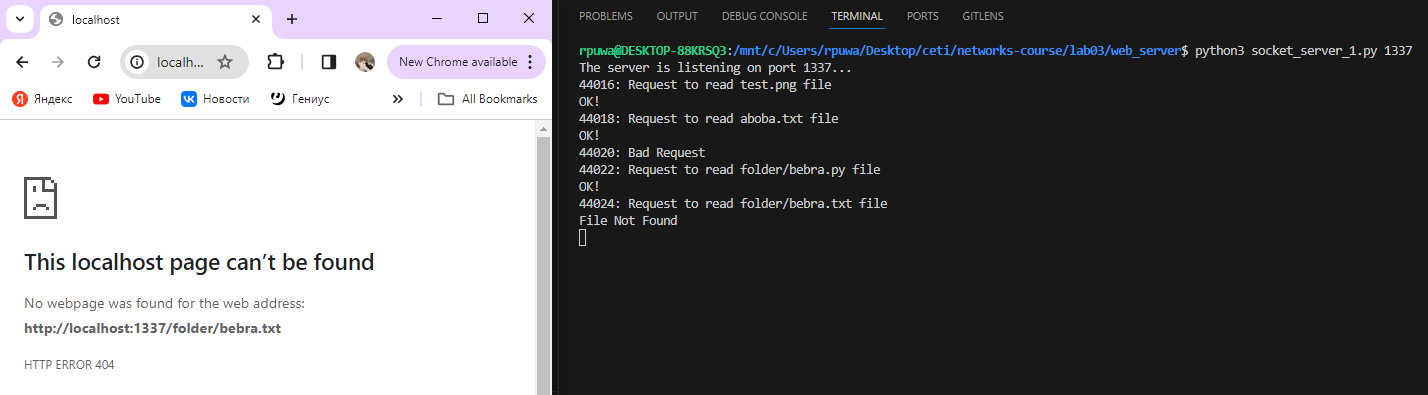 localhost
localh...
New Chrome available
Яндекс
YouTube
Новости
Гениус
All Bookmarks
This localhost page can’t be found
No webpage was found for the web address:
http://localhost:1337/folder/bebra.txt
HTTP ERROR 404
PROBLEMS OUTPUT DEBUG CONSOLE TERMINAL PORTS GITLENS
rpuwa@DESKTOP-88KRSQ3:/mnt/c/Users/rpuwa/Desktop/ceti/networks-course/lab03/web_server$ python3 socket_server_1.py 1337
The server is listening on port 1337...
44016: Request to read test.png file
OK!
44018: Request to read aboba.txt file
OK!
44020: Bad Request
44022: Request to read folder/bebra.py file
OK!
44024: Request to read folder/bebra.txt file
File Not Found